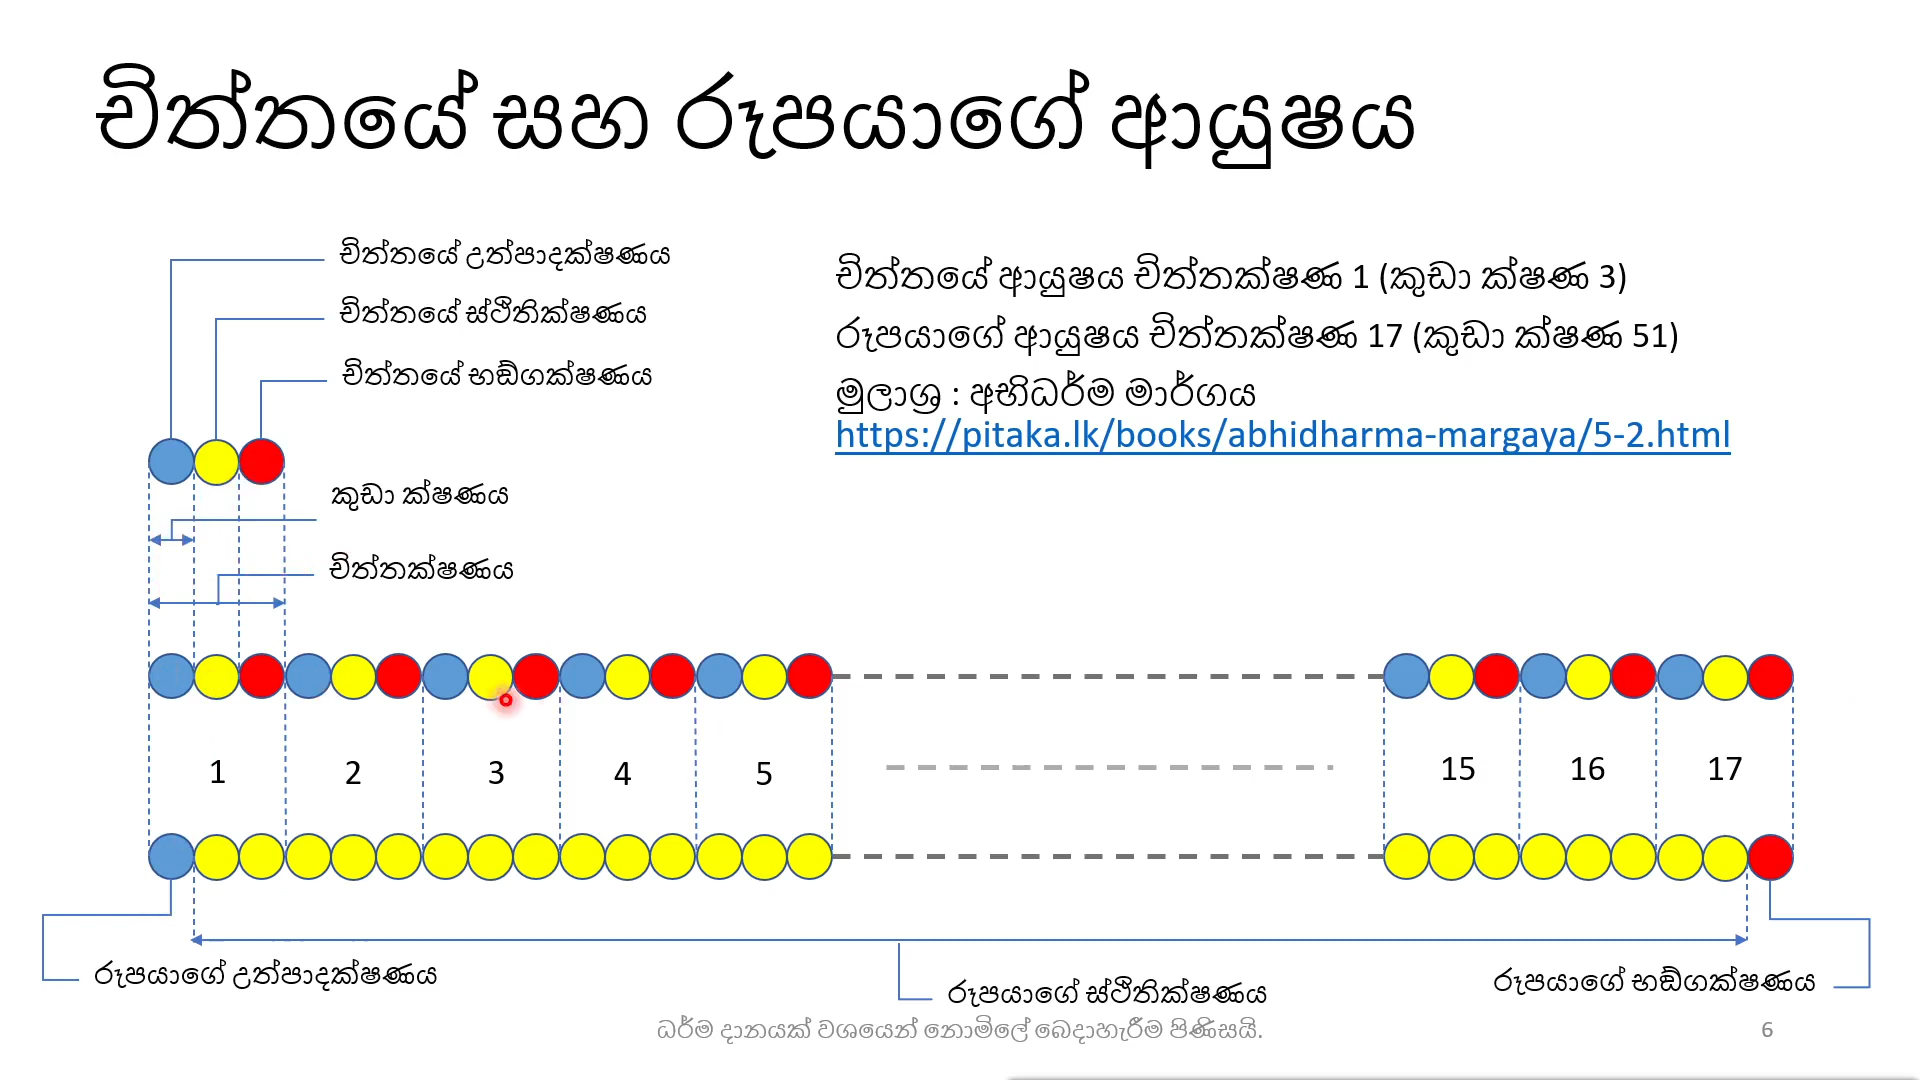 චිත්තයේ සහ රූපයාගේ ආයුෂය
චිත්තයේ උත්පාදක්ෂණය
චිත්තයේ ස්ථිතික්ෂණය
චිත්තයේ භඞ්ගක්ෂණය
චිත්තයේ ආයුෂය චිත්තක්ෂණ 1 (කුඩා ක්ෂණ 3)
රූපයාගේ ආයුෂය චිත්තක්ෂණ 17 (කුඩා ක්ෂණ 51)
මුලාශ්‍ර : අභිධර්ම මාර්ගය
https://pitaka.lk/books/abhidharma-margaya/5-2.html
කුඩා ක්ෂණය
චිත්තක්ෂණය
1 2 3 4 5 15 16 17
රූපයාගේ උත්පාදක්ෂණය
රූපයාගේ ස්ථිතික්ෂණය
රූපයාගේ භඞ්ගක්ෂණය
ධර්ම දානයක් වශයෙන් නොමිලේ බෙදාහැරීම පිණිසයි.
6